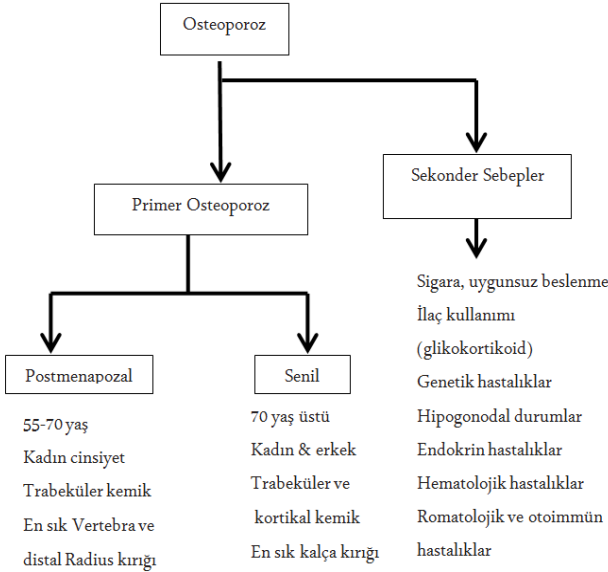 Osteoporoz
Primer Osteoporoz
Sekonder Sebepler
Postmenapozal
55-70 yaş
Kadın cinsiyet
Trabeküler kemik
En sık Vertebra ve
distal Radius kırığı
Senil
70 yaş üstü
Kadın & erkek
Trabeküler ve
kortikal kemik
En sık kalça kırığı
Sigara, uygunsuz beslenme
İlaç kullanımı
(glikokortikoid)
Genetik hastalıklar
Hipogonodal durumlar
Endokrin hastalıklar
Hematolojik hastalıklar
Romatolojik ve otoimmün
hastalıklar